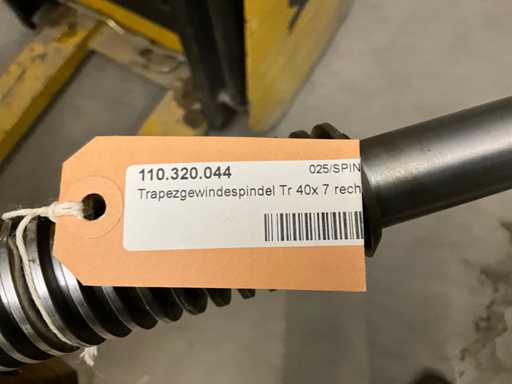 110.320.044 025/SPIN
Trapezgewindespindel Tr 40x 7 rech